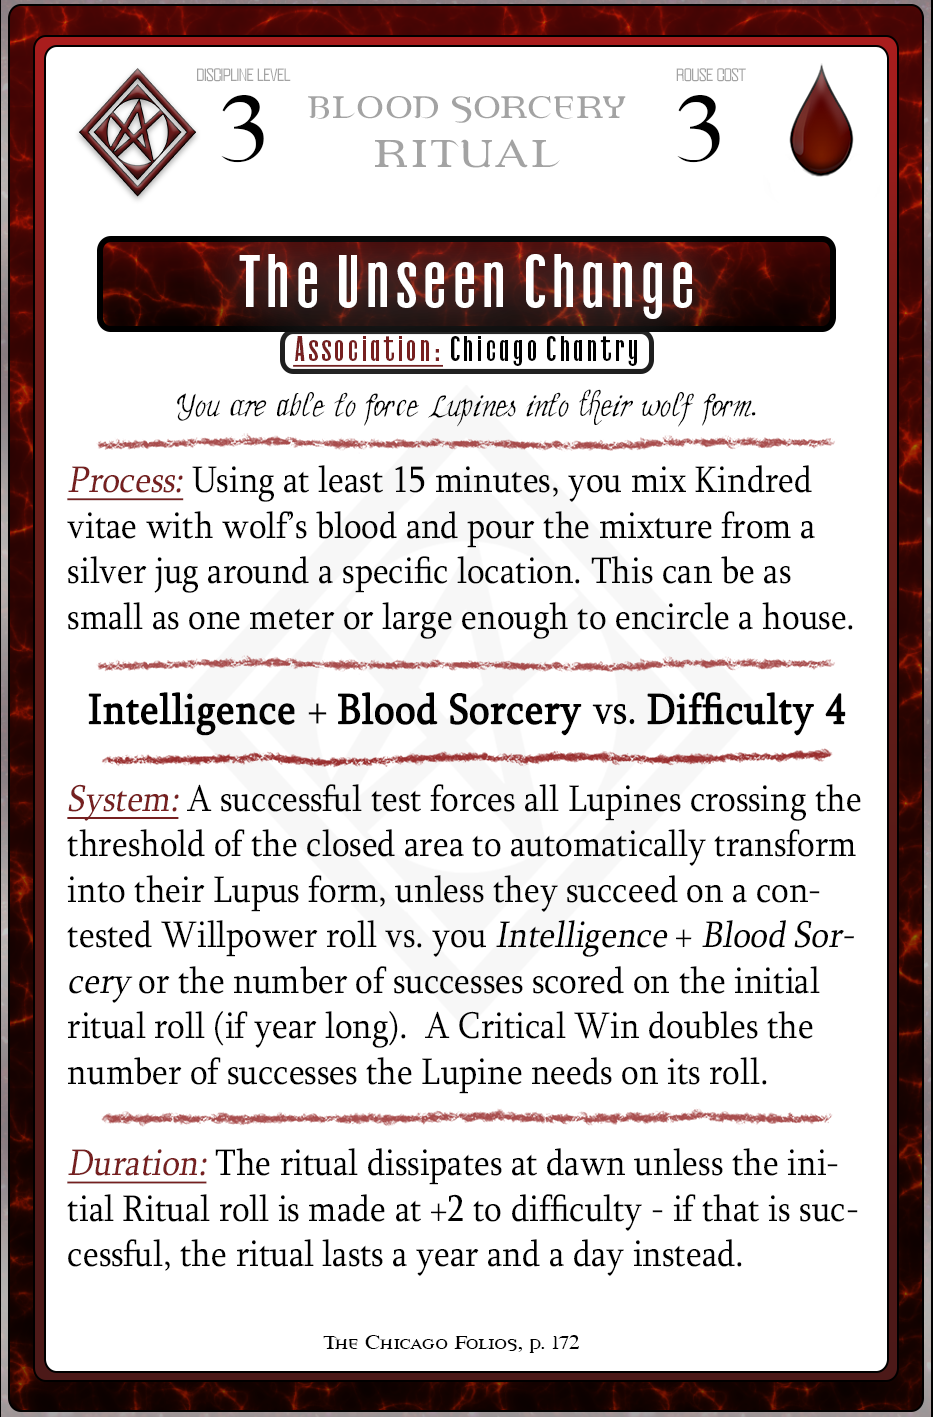 DISCIPLINE LEVEL
3
BLOOD SORCERY
RITUAL
ROUSE COST
3
The Unseen Change
Association: Chicago Chantry
You are able to force Lupines into their wolf form.
Process: Using at least 15 minutes, you mix Kindred
vitae with wolf's blood and pour the mixture from a
silver jug around a specific location. This can be as
small as one meter or large enough to encircle a house.
Intelligence + Blood Sorcery vs. Difficulty 4
System: A successful test forces all Lupines crossing the
threshold of the closed area to automatically transform
into their Lupus form, unless they succeed on a con-
tested Willpower roll vs. you Intelligence + Blood Sor-
cery or the number of successes scored on the initial
ritual roll (if year long).  A Critical Win doubles the
number of successes the Lupine needs on its roll.
Duration: The ritual dissipates at dawn unless the ini-
tial Ritual roll is made at +2 to difficulty - if that is suc-
cessful, the ritual lasts a year and a day instead.
The Chicago Folios, p. 172